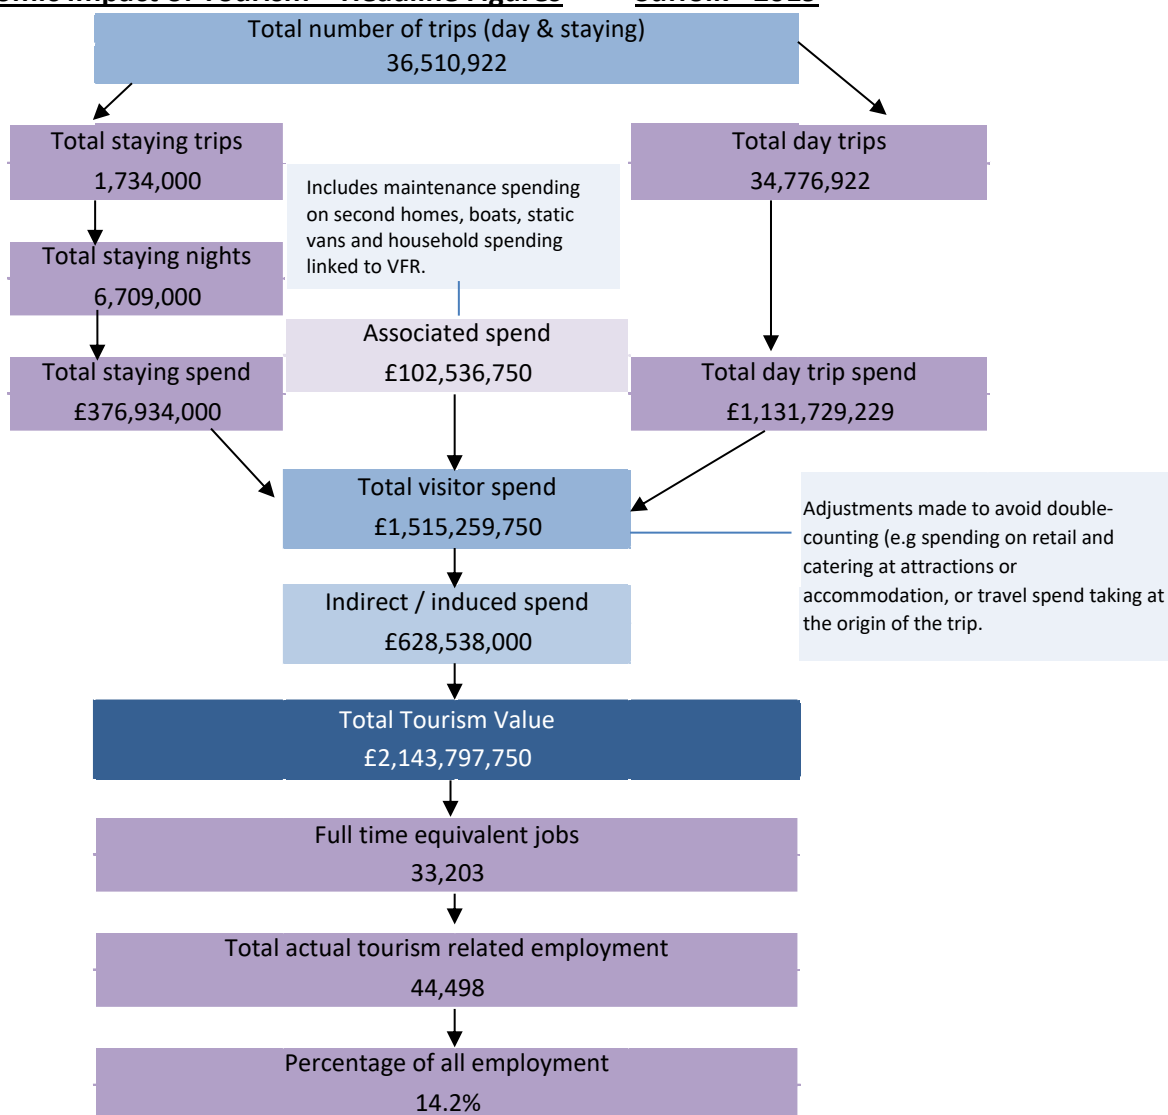 Impact of Tourism – Headline Figures
Total number of trips (day & staying)
36,510,922
Total staying trips
1,734,000
Total day trips
34,776,922
Includes maintenance spending
on second homes, boats, static
vans and household spending
linked to VFR.
Total staying nights
6,709,000
Associated spend
£102,536,750
Total staying spend
£376,934,000
Total day trip spend
£1,131,729,229
Total visitor spend
£1,515,259,750
Adjustments made to avoid double-
counting (e.g spending on retail and
catering at attractions or
accommodation, or travel spend taking at
the origin of the trip.
Indirect / induced spend
£628,538,000
Total Tourism Value
£2,143,797,750
Full time equivalent jobs
33,203
Total actual tourism related employment
44,498
Percentage of all employment
14.2%